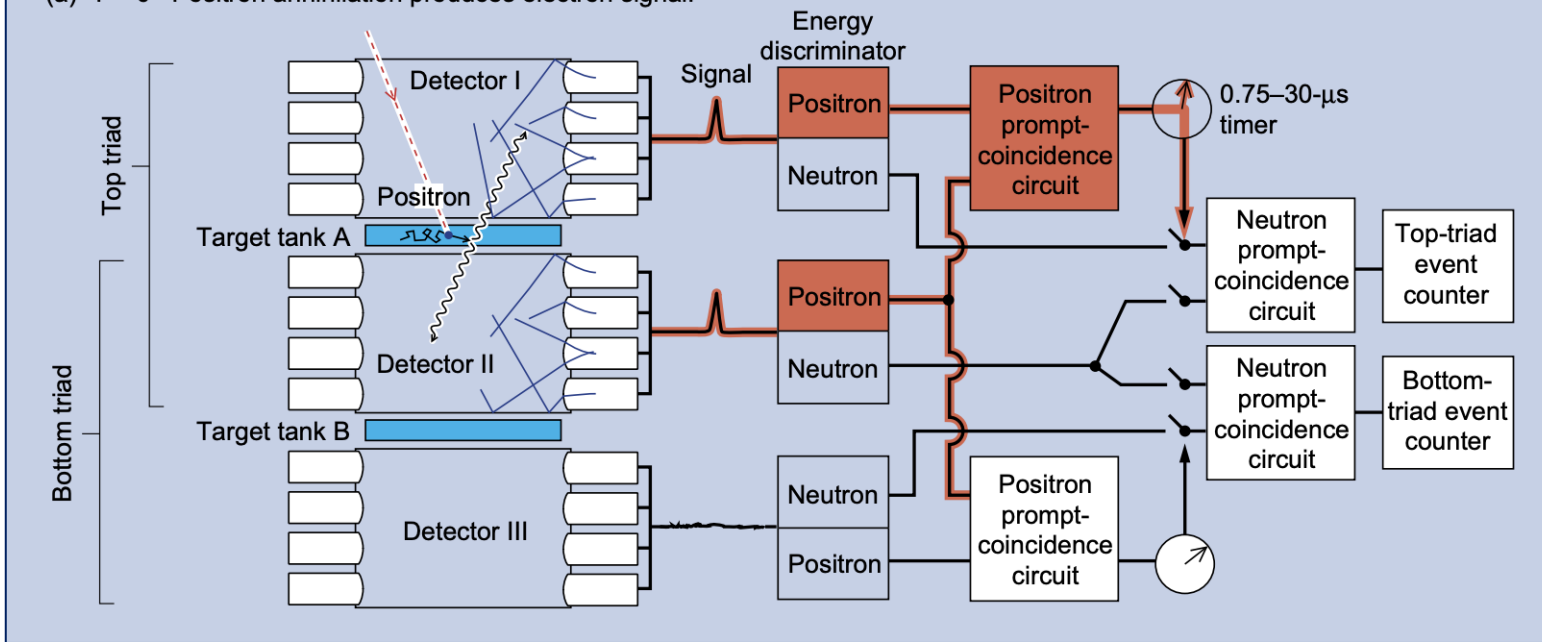 Energy
discriminator
Detector I
Signal
Positron
Positron
prompt-
coincidence
circuit
0.75–30-μs
timer
Top triad
Neutron
Positron
Target tank A
Neutron
prompt-
coincidence
circuit
Top-triad
event
counter
Positron
Detector II
Neutron
Bottom triad
Target tank B
Neutron
prompt-
coincidence
circuit
Bottom-
triad event
counter
Detector III
Neutron
Positron
Positron
prompt-
coincidence
circuit